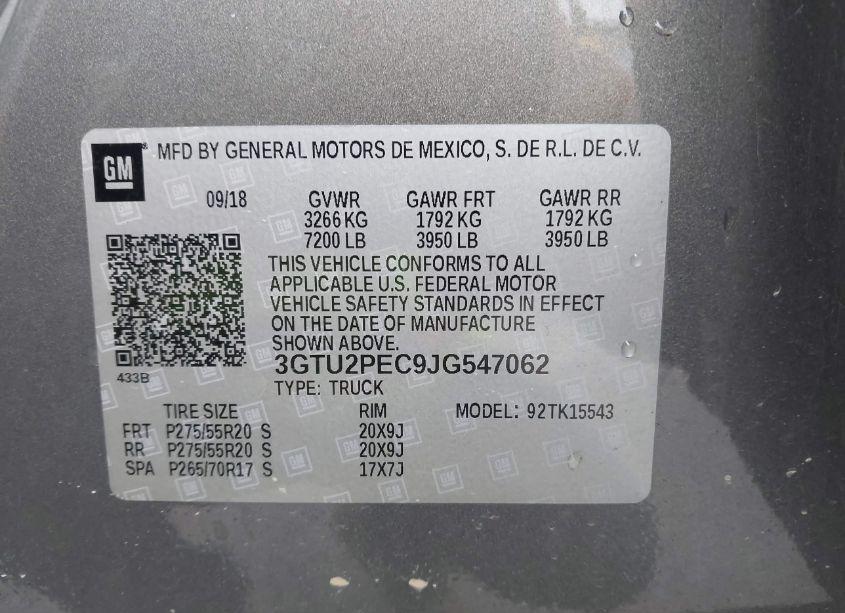 GM MFD BY GENERAL MOTORS DE MEXICO, S. DE R.L. DE C.V.
09/18 GVWR GAWR FRT GAWR RR
3266 KG 1792 KG 1792 KG
7200 LB 3950 LB 3950 LB
THIS VEHICLE CONFORMS TO ALL
APPLICABLE U.S. FEDERAL MOTOR
VEHICLE SAFETY STANDARDS IN EFFECT
ON THE DATE OF MANUFACTURE
SHOWN ABOVE.
3GTU2PEC9JG547062
433B
TYPE: TRUCK
TIRE SIZE RIM MODEL: 92TK15543
FRT P275/55R20 S 20X9J
RR P275/55R20 S 20X9J
SPA P265/70R17 S 17X7J